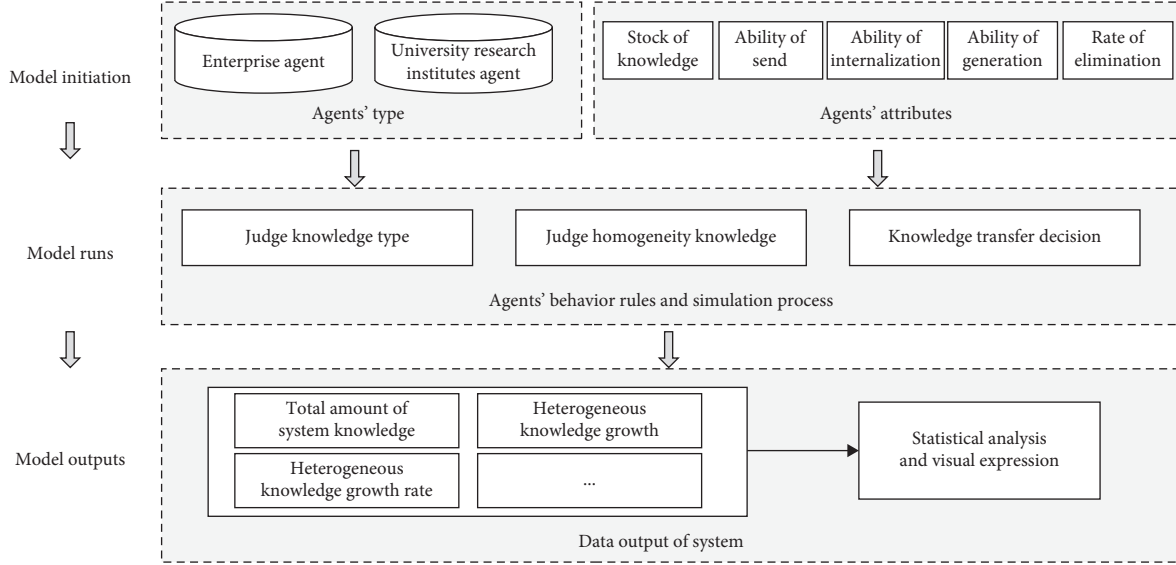 Model initiation
Enterprise agent
University research
institutes agent
Agents' type
Stock of
knowledge
Ability of
send
Ability of
internalization
Ability of
generation
Rate of
elimination
Agents' attributes
Model runs
Judge knowledge type
Judge homogeneity knowledge
Knowledge transfer decision
Agents' behavior rules and simulation process
Model outputs
Total amount of
system knowledge
Heterogeneous
knowledge growth
Heterogeneous
knowledge growth rate
...
Statistical analysis
and visual expression
Data output of system